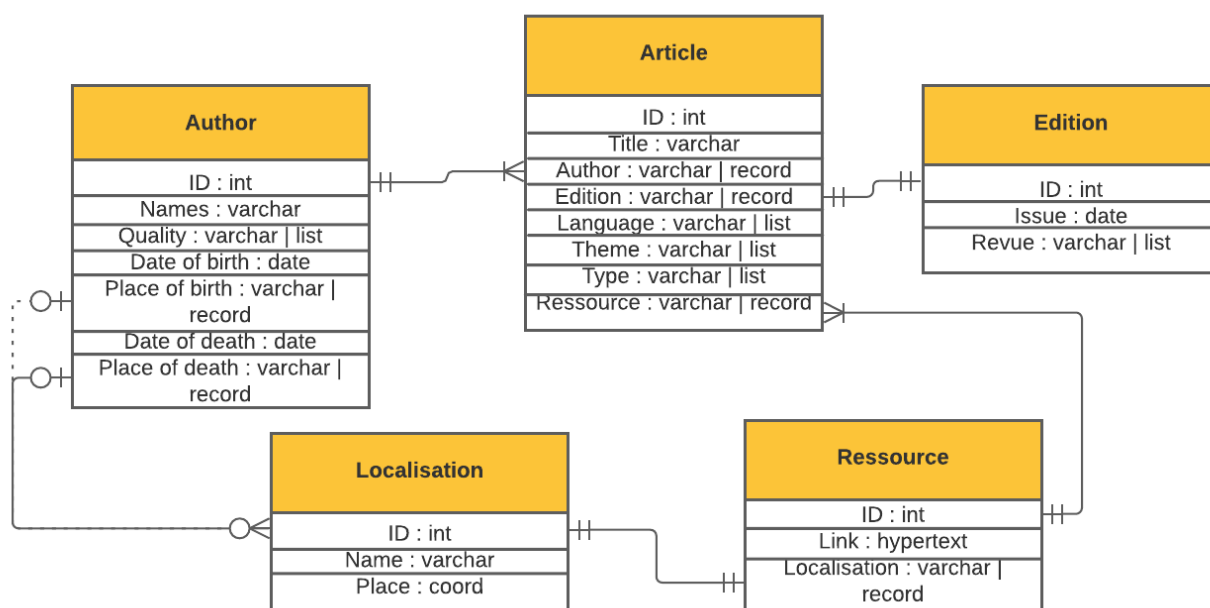 Article
ID : int
Title : varchar
Author : varchar | record
Edition : varchar | record
Language : varchar | list
Theme : varchar | list
Type : varchar | list
Ressource : varchar | record
Author
ID : int
Names : varchar
Quality : varchar | list
Date of birth : date
Place of birth : varchar |
record
Date of death : date
Place of death : varchar |
record
Edition
ID : int
Issue : date
Revue : varchar | list
Localisation
ID : int
Name : varchar
Place : coord
Ressource
ID : int
Link : hypertext
Localisation : varchar |
record